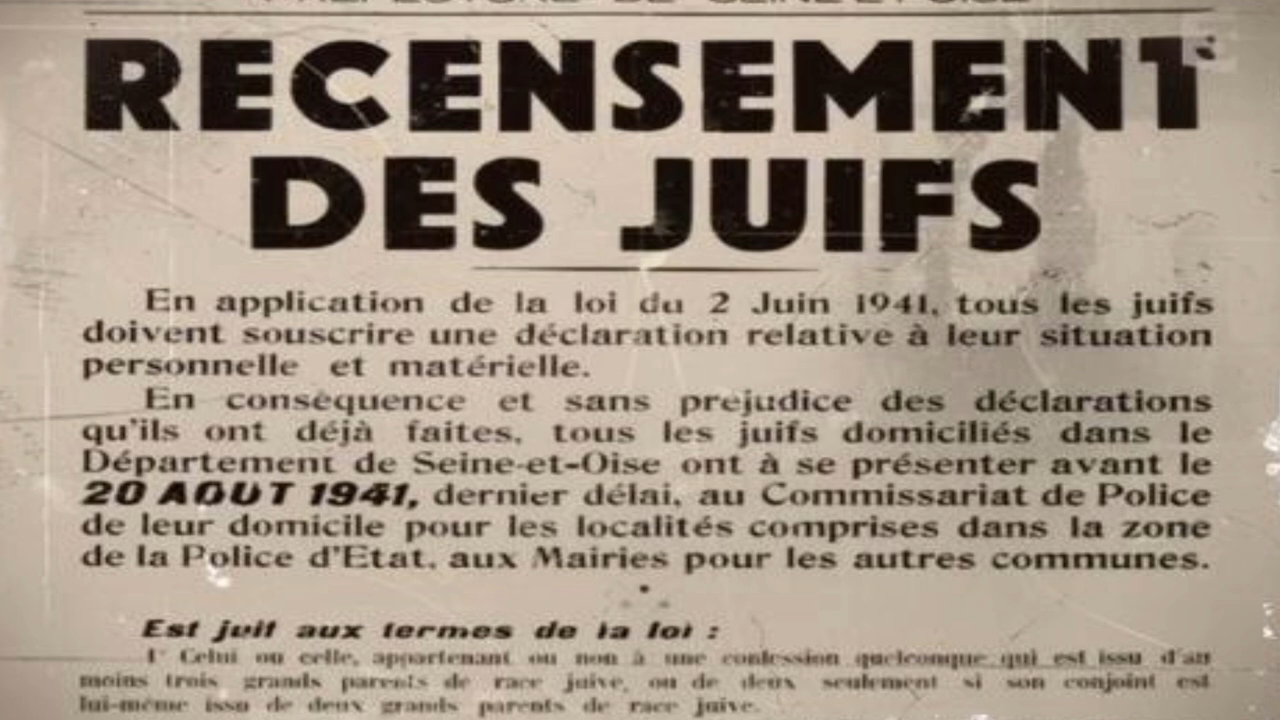 PREFECTURE DE SEINE-ET-OISE
RECENSEMENT
DES JUIFS
En application de la loi du 2 Juin 1941, tous les juifs
doivent souscrire une déclaration relative à leur situation
personnelle et matérielle.
En conséquence et sans prejudice des déclarations
qu'ils ont déjà faites, tous les juifs domiciliés dans le
Département de Seine-et-Oise ont à se présenter avant le
20 AOUT 1941, dernier délai, au Commissariat de Police
de leur domicile pour les localités comprises dans la zone
de la Police d'Etat, aux Mairies pour les autres communes.
Est juif aux termes de la loi :
1° Celui ou celle, appartenant ou non à une confession quelconque qui est issu d'au
moins trois grands parents de race juive, ou de deux seulement si son conjoint est
lui-même issu de deux grands parents de race juive.